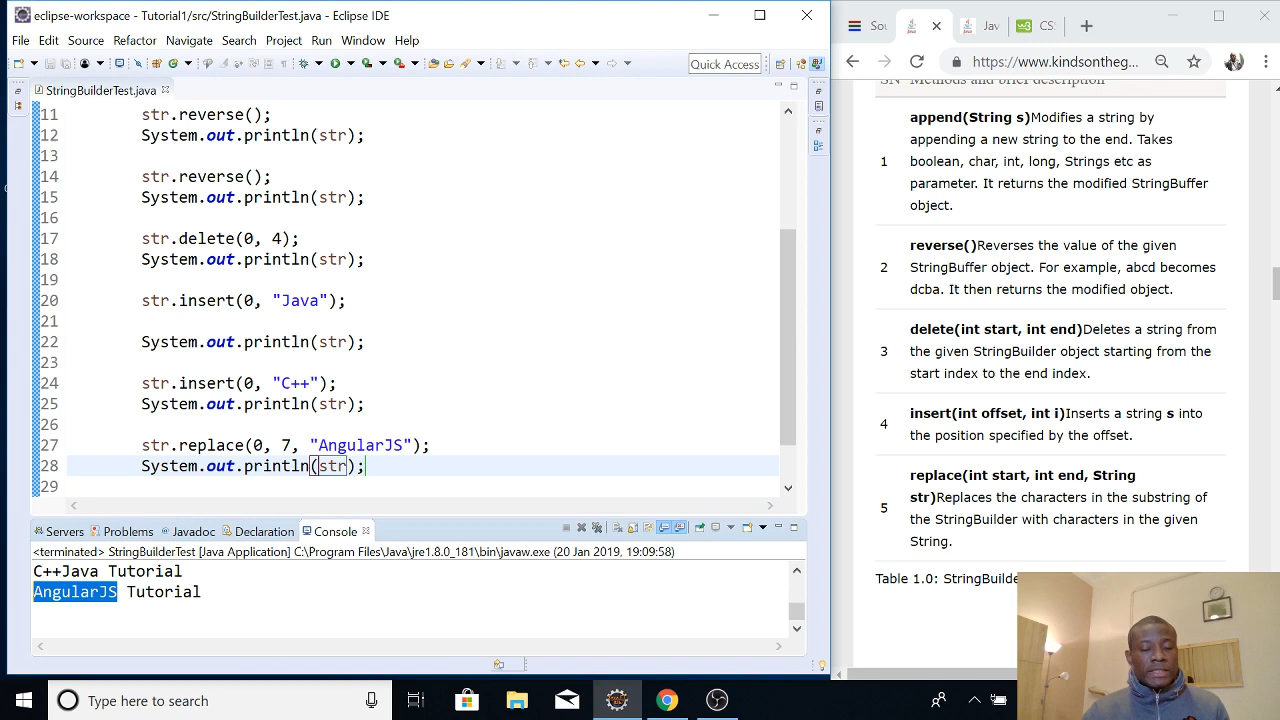 eclipse-workspace - Tutorial1/src/StringBuilderTest.java - Eclipse IDE
File Edit Source Refactor Navigate Search Project Run Window Help
Quick Access
StringBuilderTest.java
11 str.reverse();
12 System.out.println(str);
13
14 str.reverse();
15 System.out.println(str);
16
17 str.delete(0, 4);
18 System.out.println(str);
19
20 str.insert(0, "Java");
21
22 System.out.println(str);
23
24 str.insert(0, "C++");
25 System.out.println(str);
26
27 str.replace(0, 7, "AngularJS");
28 System.out.println(str);
29
Servers Problems Javadoc Declaration Console
<terminated> StringBuilderTest [Java Application] C:\Program Files\Java\jre1.8.0_181\bin\javaw.exe (20 Jan 2019, 19:09:58)
C++Java Tutorial
AngularJS Tutorial
Sou Jav CS
https://www.kindsontheg...
SN Methods and brief description
1 append(String s)Modifies a string by
appending a new string to the end. Takes
boolean, char, int, long, Strings etc as
parameter. It returns the modified StringBuffer
object.
2 reverse()Reverses the value of the given
StringBuffer object. For example, abcd becomes
dcba. It then returns the modified object.
3 delete(int start, int end)Deletes a string from
the given StringBuilder object starting from the
start index to the end index.
4 insert(int offset, int i)Inserts a string s into
the position specified by the offset.
5 replace(int start, int end, String
str)Replaces the characters in the substring of
the StringBuilder with characters in the given
String.
Table 1.0: StringBuilde
Type here to search